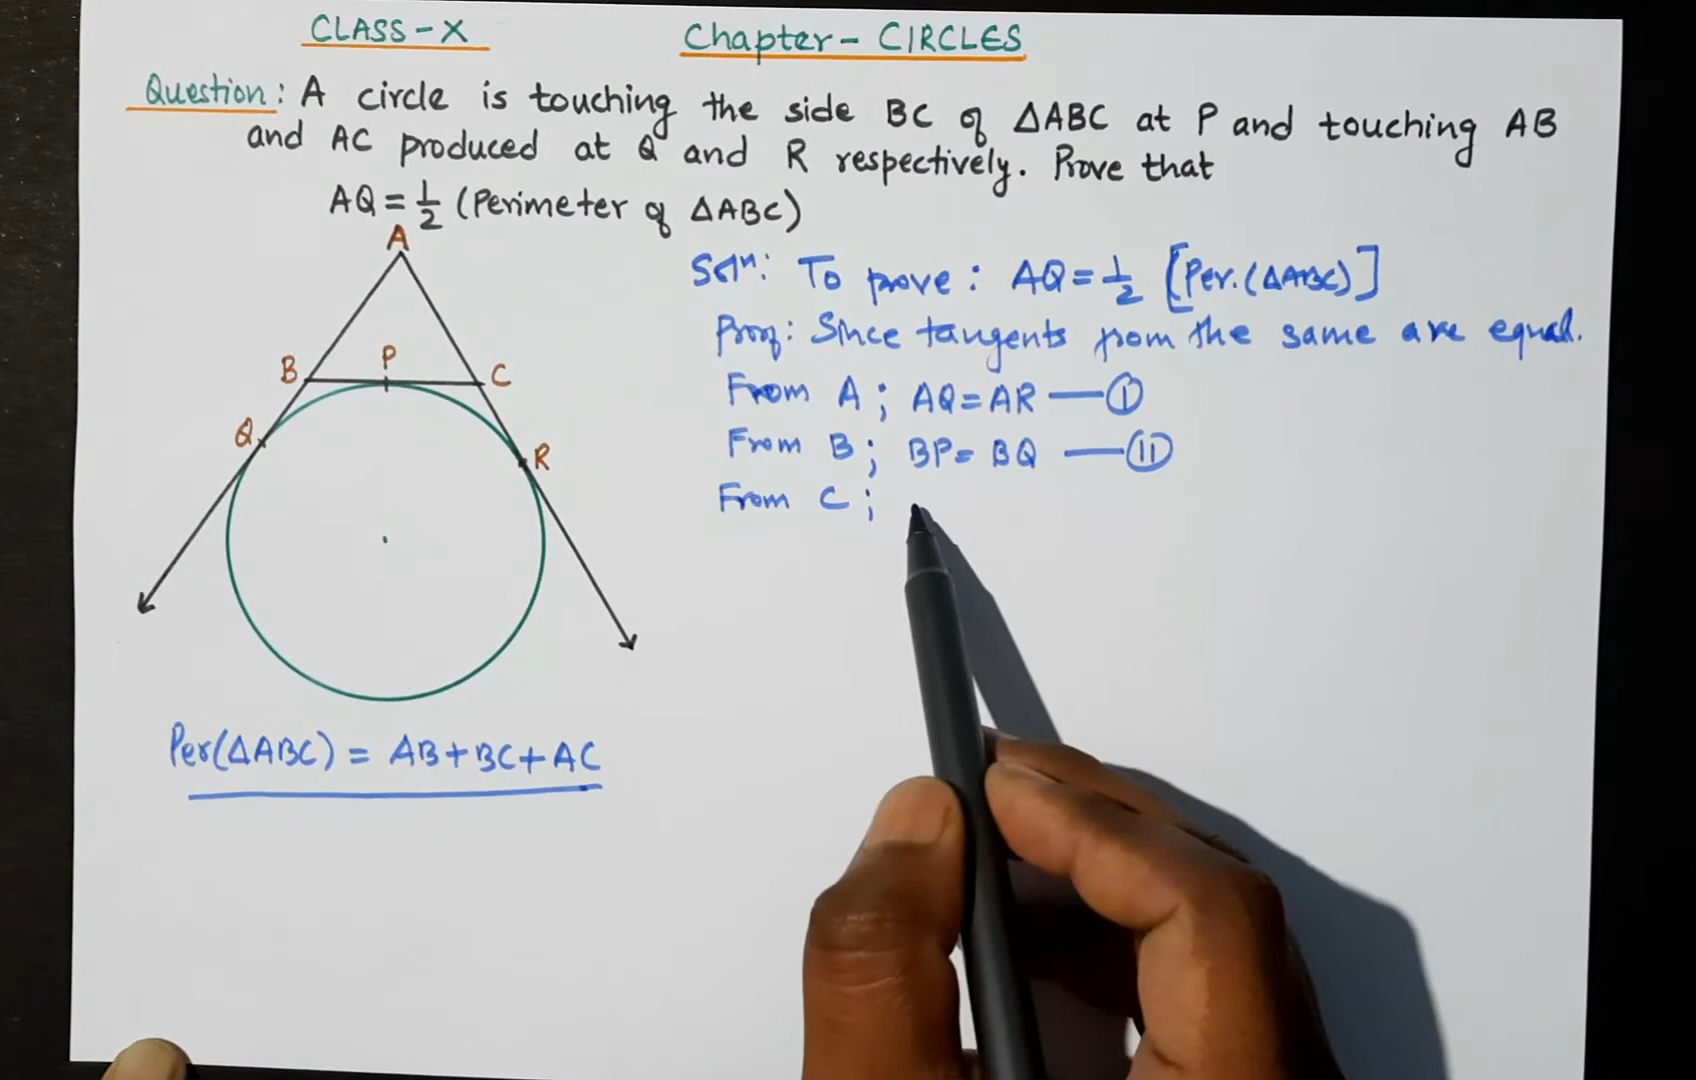 CLASS-X Chapter- CIRCLES
Question: A circle is touching the side BC of ΔABC at P and touching AB
and AC produced at Q and R respectively. Prove that
AQ = 1/2 (Perimeter of ΔABC)
Solⁿ: To prove: AQ = 1/2 [Per.(ΔABC)]
Proof: Since tangents from the same are equal.
From A; AQ = AR — (I)
From B; BP = BQ — (II)
From C;
A
B P C
Q R
Per(ΔABC) = AB+BC+AC